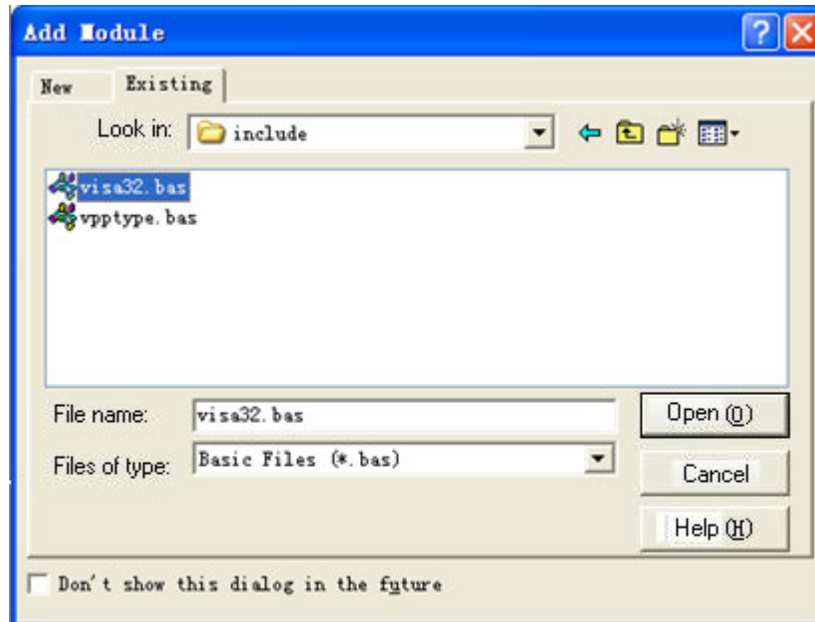 Add Module
New Existing
Look in: include
visa32.bas
vpptype.bas
File name: visa32.bas Open (O)
Files of type: Basic Files (*.bas)
Cancel
Help (H)
Don't show this dialog in the future